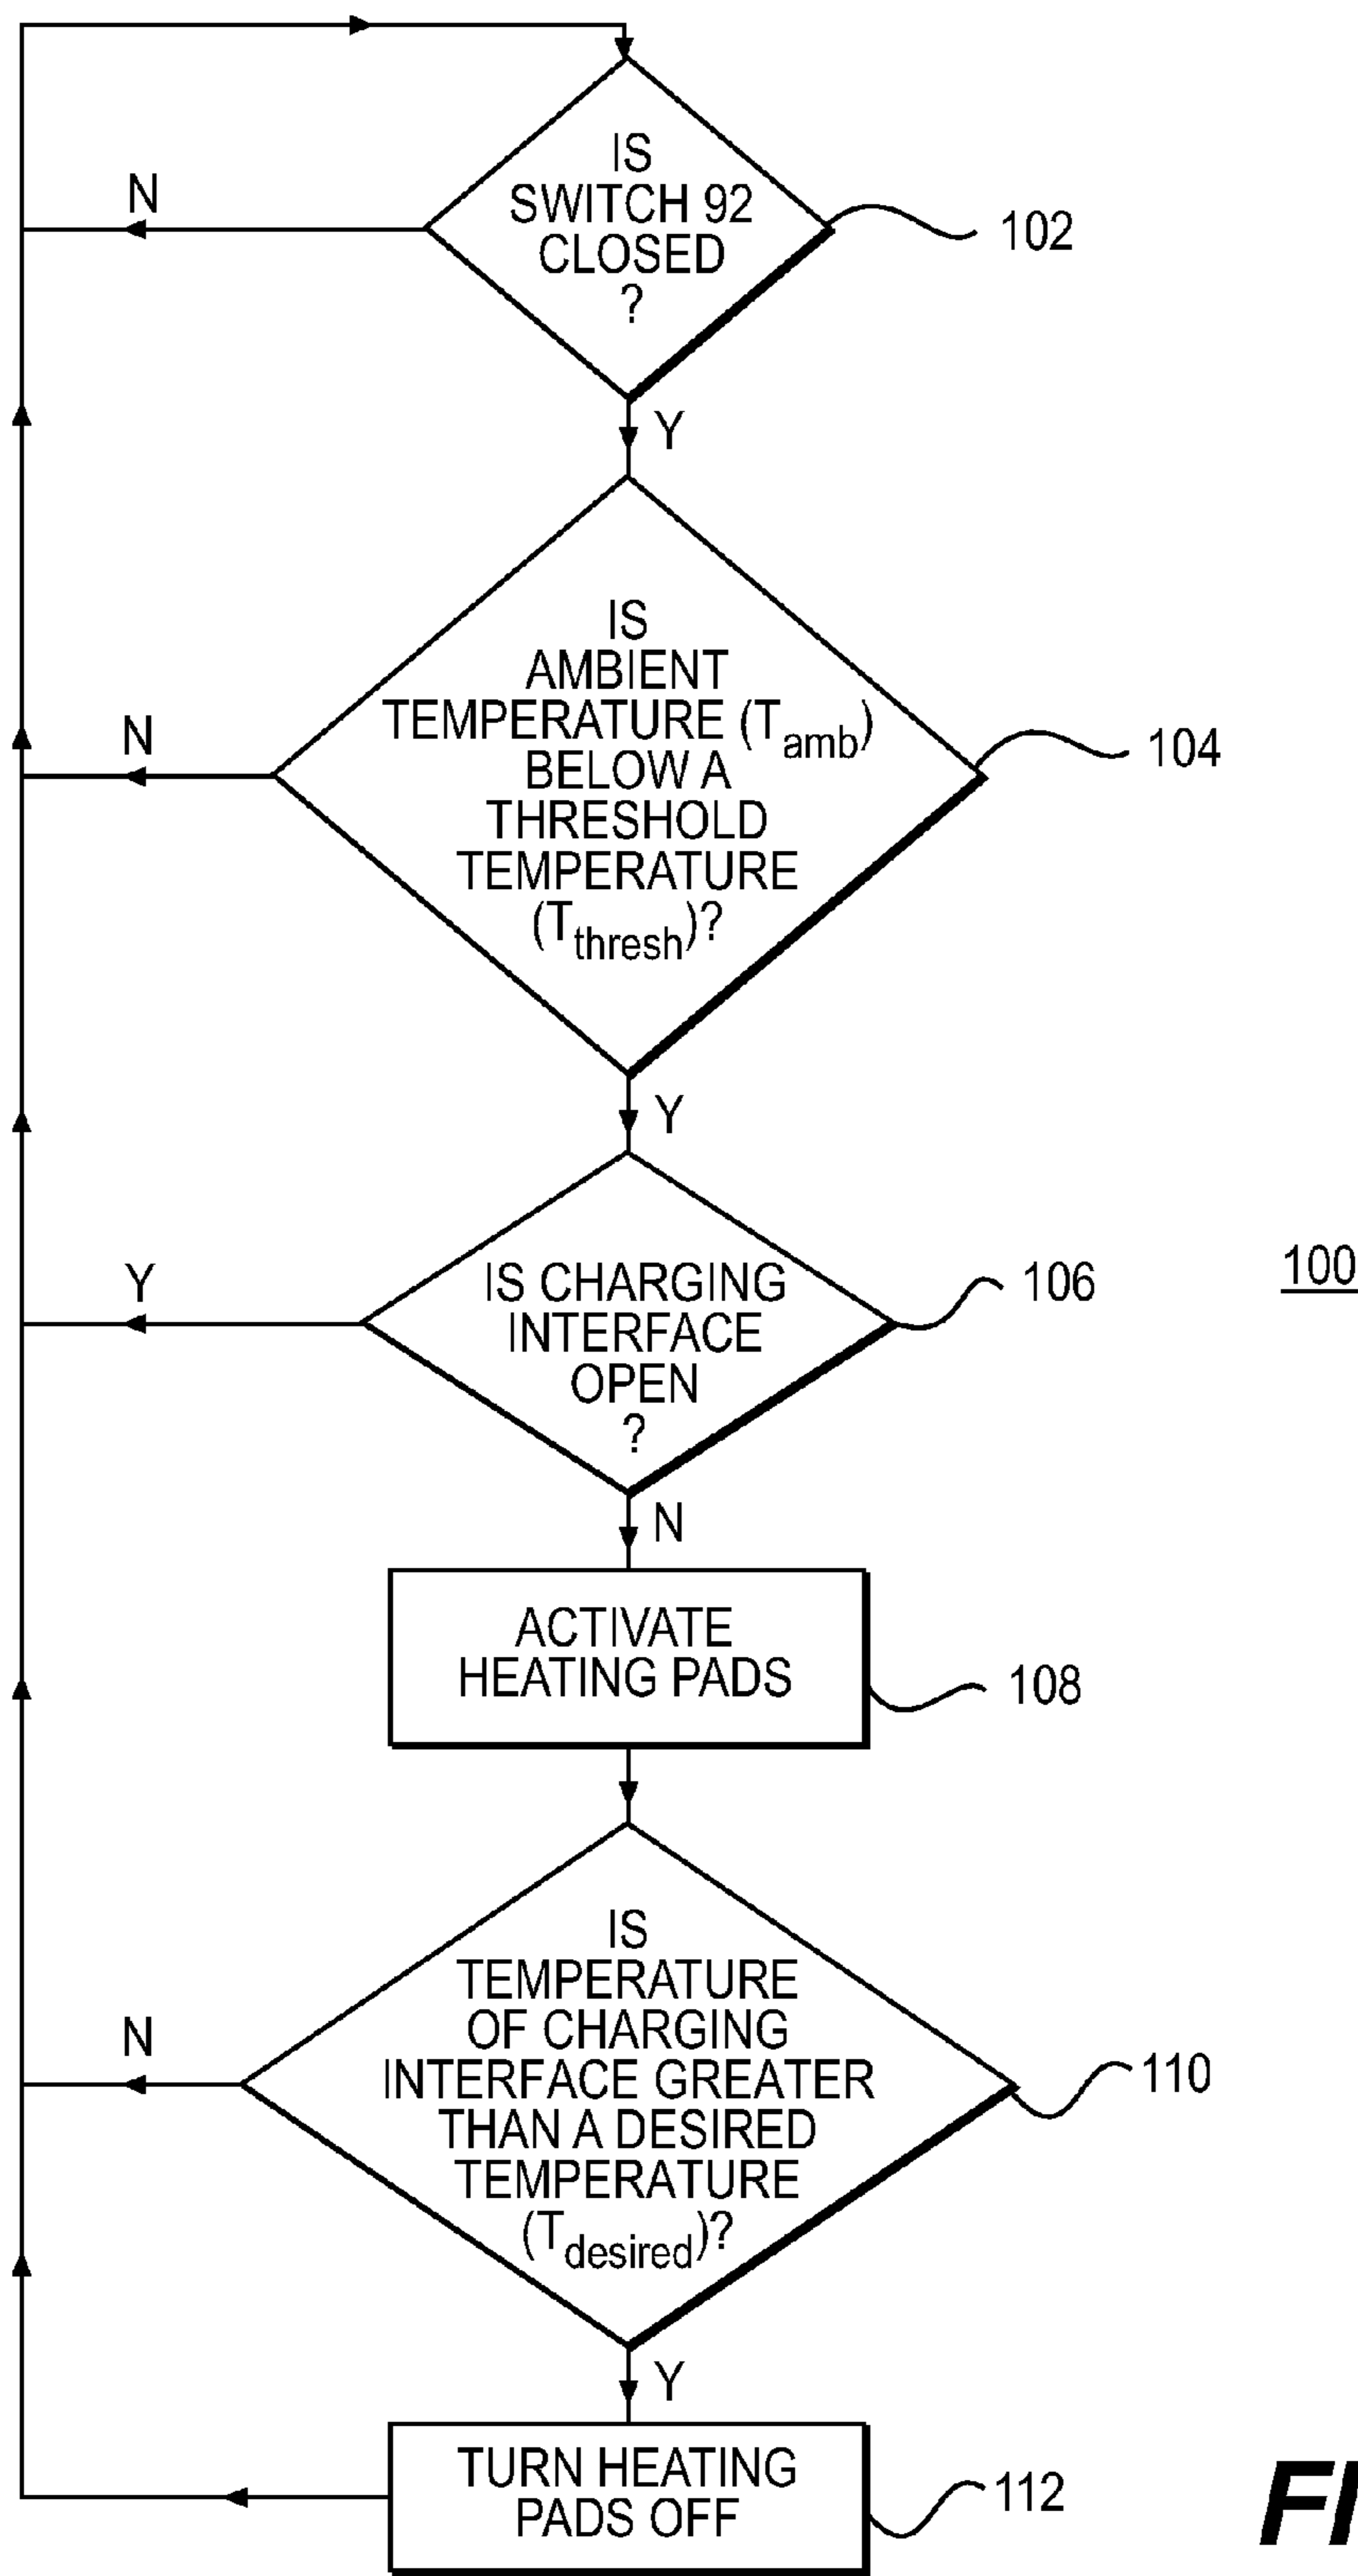 IS
SWITCH 92
CLOSED
?
N
102
Y
IS
AMBIENT
TEMPERATURE (Tamb)
BELOW A
THRESHOLD
TEMPERATURE
(Tthresh)?
N
104
Y
IS CHARGING
INTERFACE
OPEN
?
Y
106
100
N
ACTIVATE
HEATING PADS
108
IS
TEMPERATURE
OF CHARGING
INTERFACE GREATER
THAN A DESIRED
TEMPERATURE
(Tdesired)?
N
110
Y
TURN HEATING
PADS OFF
112